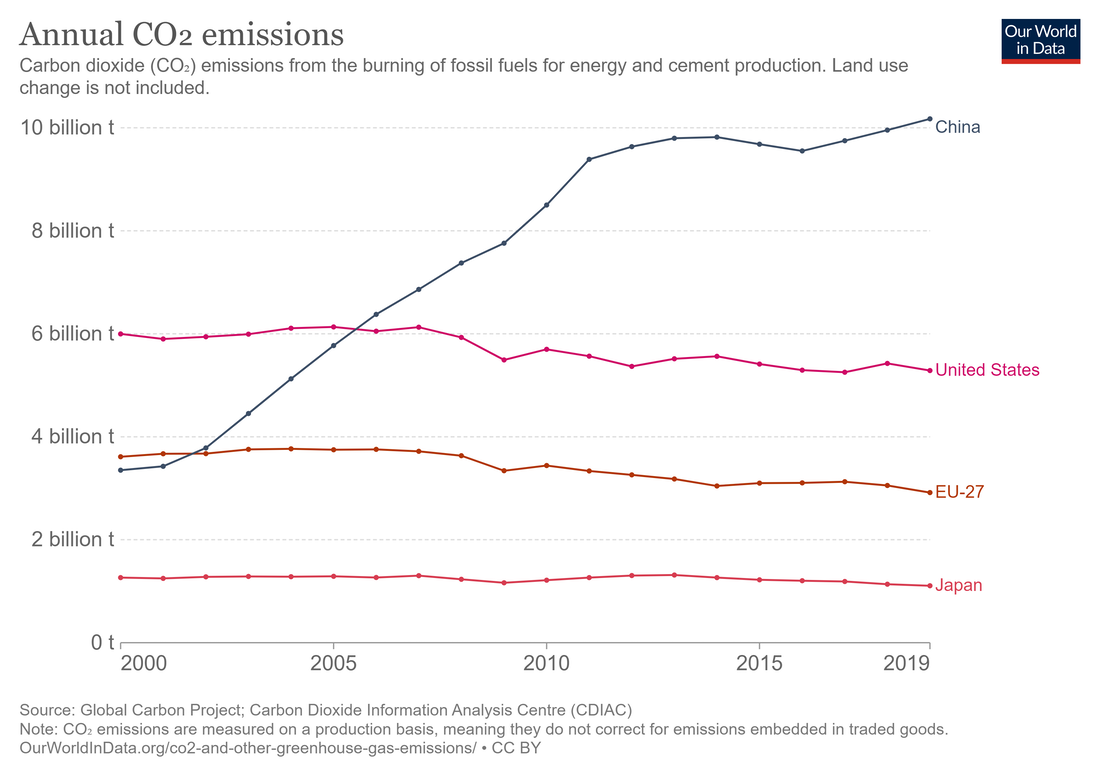 Annual CO₂ emissions
Our World
in Data
Carbon dioxide (CO₂) emissions from the burning of fossil fuels for energy and cement production. Land use
change is not included.
10 billion t
China
8 billion t
6 billion t
United States
4 billion t
EU-27
2 billion t
Japan
0 t
2000 2005 2010 2015 2019
Source: Global Carbon Project; Carbon Dioxide Information Analysis Centre (CDIAC)
Note: CO₂ emissions are measured on a production basis, meaning they do not correct for emissions embedded in traded goods.
OurWorldInData.org/co2-and-other-greenhouse-gas-emissions/ • CC BY